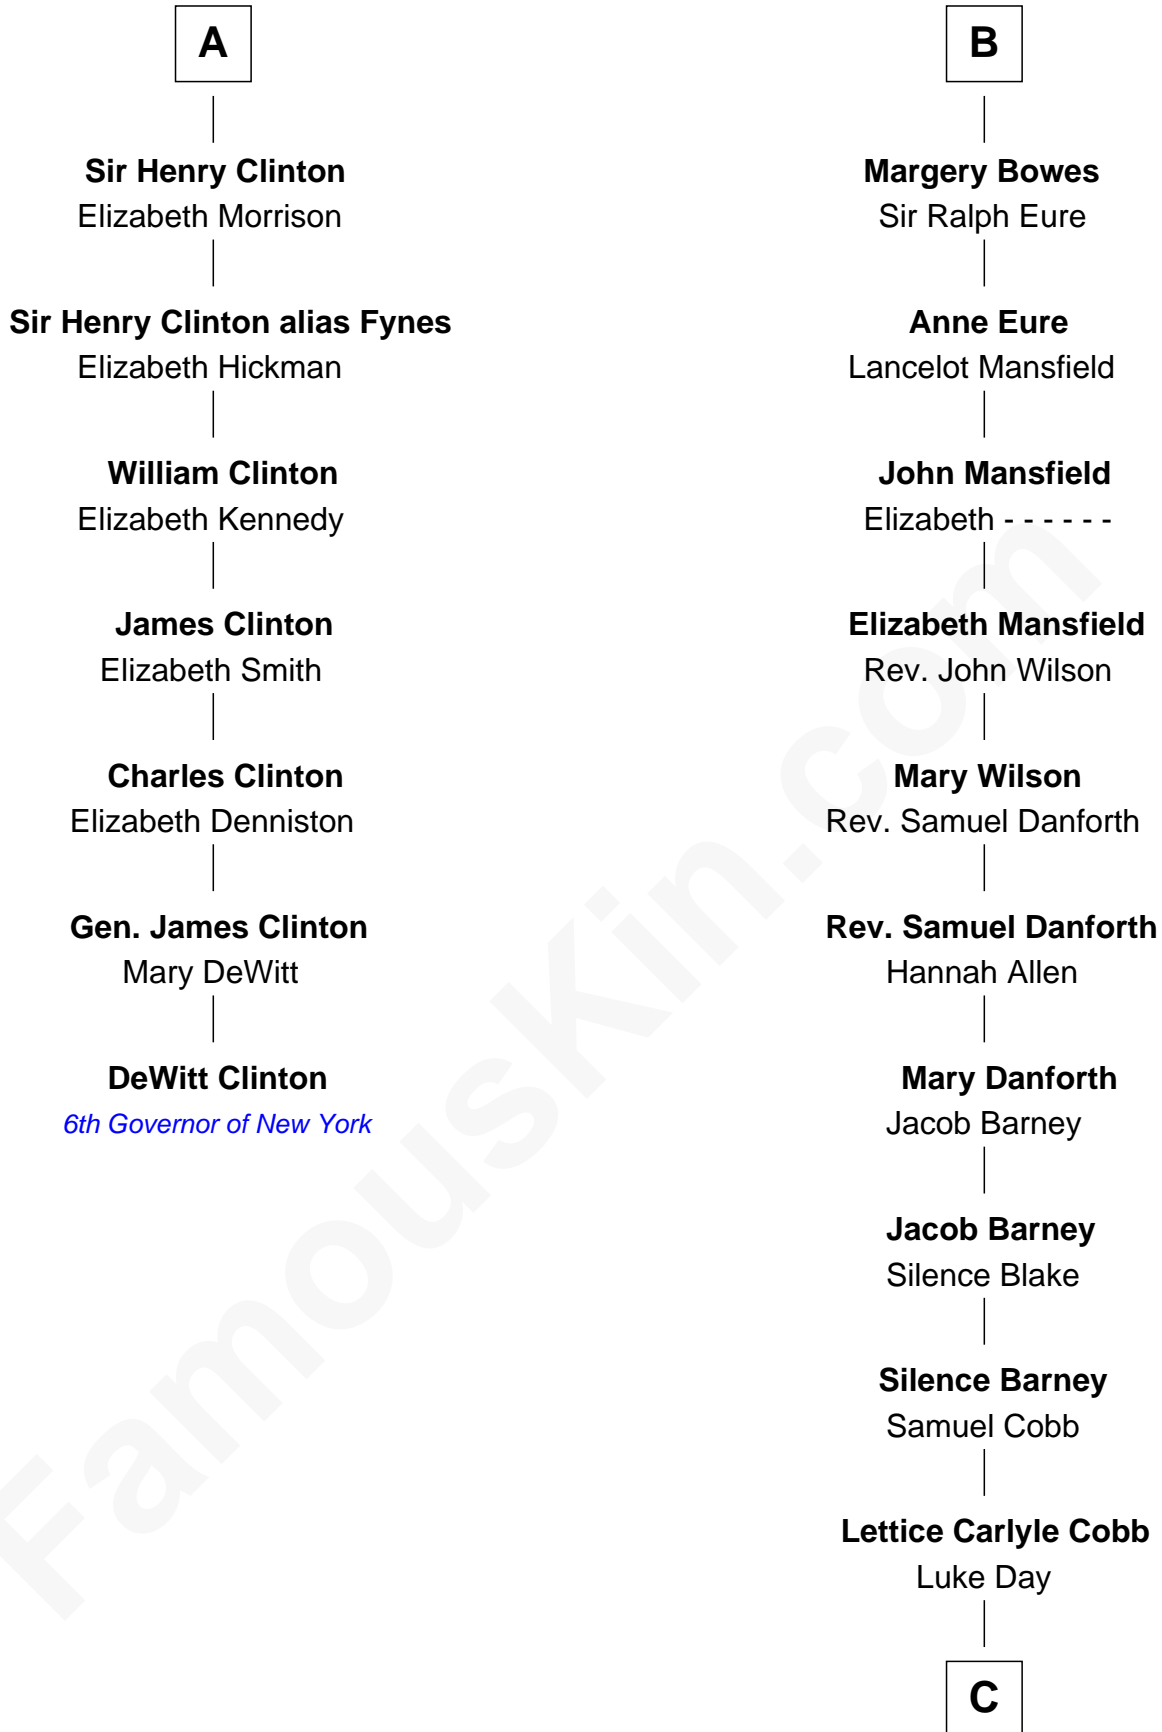 A
Sir Henry Clinton
Elizabeth Morrison
Sir Henry Clinton alias Fynes
Elizabeth Hickman
William Clinton
Elizabeth Kennedy
James Clinton
Elizabeth Smith
Charles Clinton
Elizabeth Denniston
Gen. James Clinton
Mary DeWitt
DeWitt Clinton
6th Governor of New York
B
Margery Bowes
Sir Ralph Eure
Anne Eure
Lancelot Mansfield
John Mansfield
Elizabeth - - - - - -
Elizabeth Mansfield
Rev. John Wilson
Mary Wilson
Rev. Samuel Danforth
Rev. Samuel Danforth
Hannah Allen
Mary Danforth
Jacob Barney
Jacob Barney
Silence Blake
Silence Barney
Samuel Cobb
Lettice Carlyle Cobb
Luke Day
C
FamousKin.com